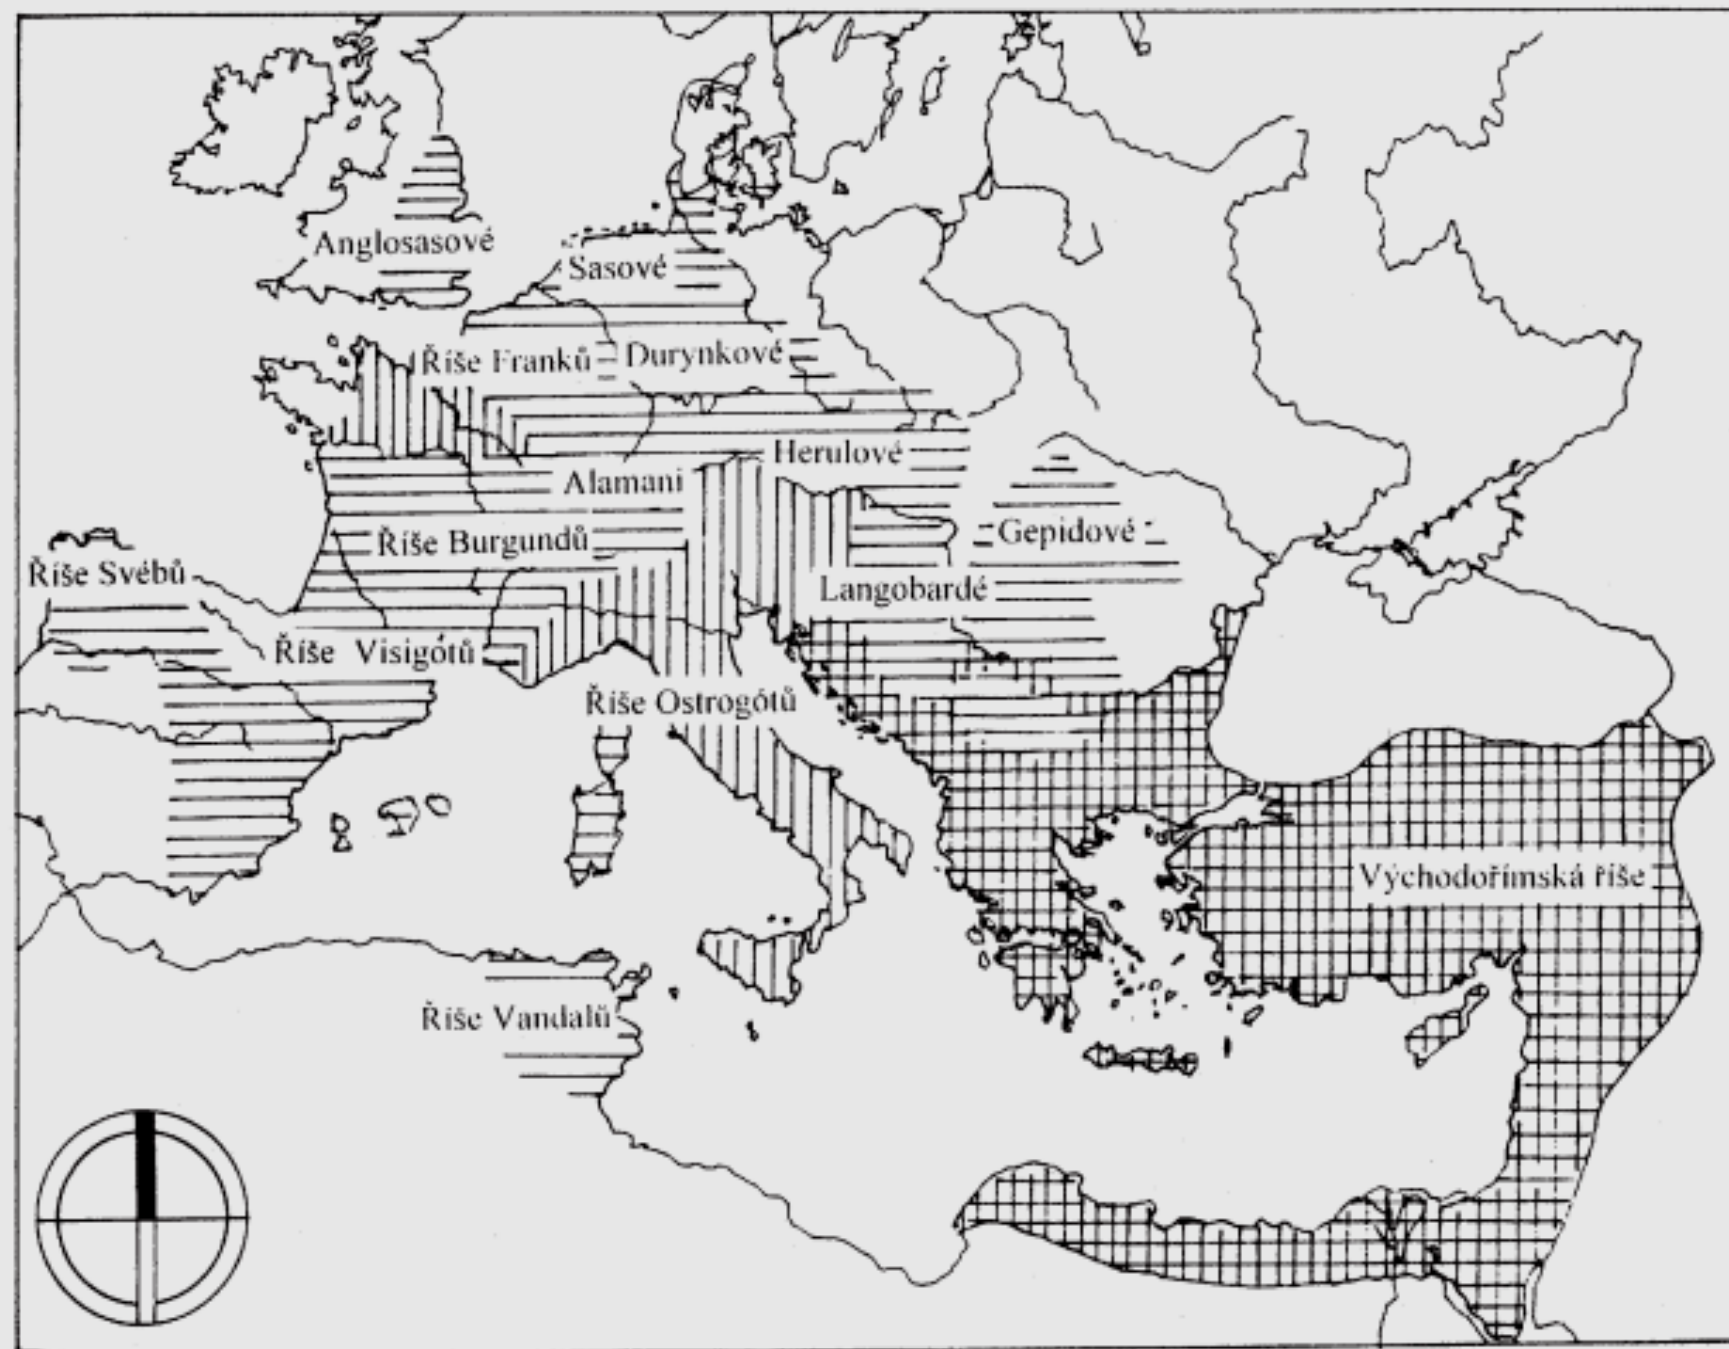 Anglosasové
Sasové
Říše Franků
Durynkové
Herulové
Alamani
Gepidové
Říše Burgundů
Říše Svébů
Langobardé
Říše Visigótů
Říše Ostrogótů
Východořímská říše
Říše Vandalů